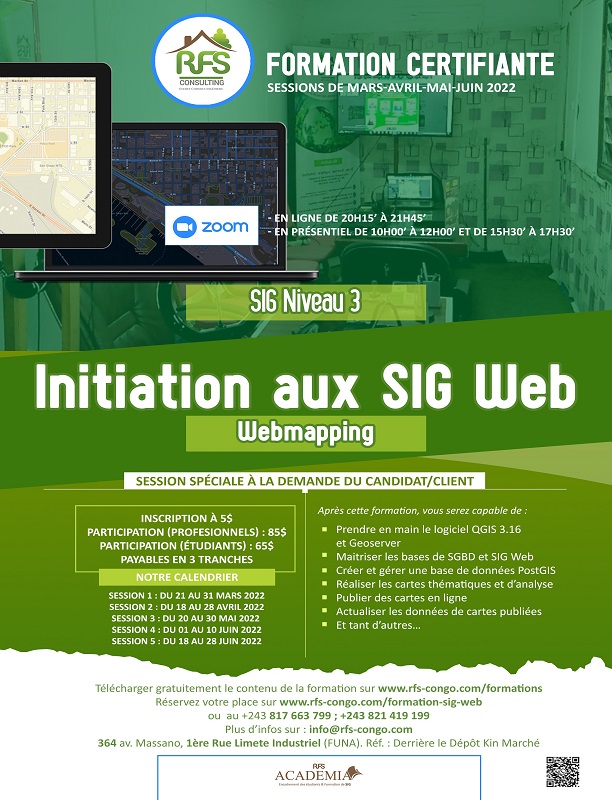 RFS
CONSULTING
FORMATION CERTIFIANTE
SESSIONS DE MARS-AVRIL-MAI-JUIN 2022
zoom
- EN LIGNE DE 20H15’ À 21H45’
- EN PRÉSENTIEL DE 10H00’ À 12H00’ ET DE 15H30’ À 17H30’
SIG Niveau 3
Initiation aux SIG Web
Webmapping
SESSION SPÉCIALE À LA DEMANDE DU CANDIDAT/CLIENT
INSCRIPTION À 5$
PARTICIPATION (PROFESIONNELS) : 85$
PARTICIPATION (ÉTUDIANTS) : 65$
PAYABLES EN 3 TRANCHES
NOTRE CALENDRIER
SESSION 1 : DU 21 AU 31 MARS 2022
SESSION 2 : DU 18 AU 28 AVRIL 2022
SESSION 3 : DU 20 AU 30 MAI 2022
SESSION 4 : DU 01 AU 10 JUIN 2022
SESSION 5 : DU 18 AU 28 JUIN 2022
Après cette formation, vous serez capable de :
Prendre en main le logiciel QGIS 3.16
et Geoserver
Maitriser les bases de SGBD et SIG Web
Créer et gérer une base de données PostGIS
Réaliser les cartes thématiques et d’analyse
Publier des cartes en ligne
Actualiser les données de cartes publiées
Et tant d’autres...
Télécharger gratuitement le contenu de la formation sur www.rfs-congo.com/formations
Réservez votre place sur www.rfs-congo.com/formation-sig-web
ou au +243 817 663 799 ; +243 821 419 199
Plus d’infos sur : info@rfs-congo.com
364 av. Massano, 1ère Rue Limete Industriel (FUNA). Réf. : Derrière le Dépôt Kin Marché
RFS
ACADEMIA
Encadrement des étudiants & Formation de SIG